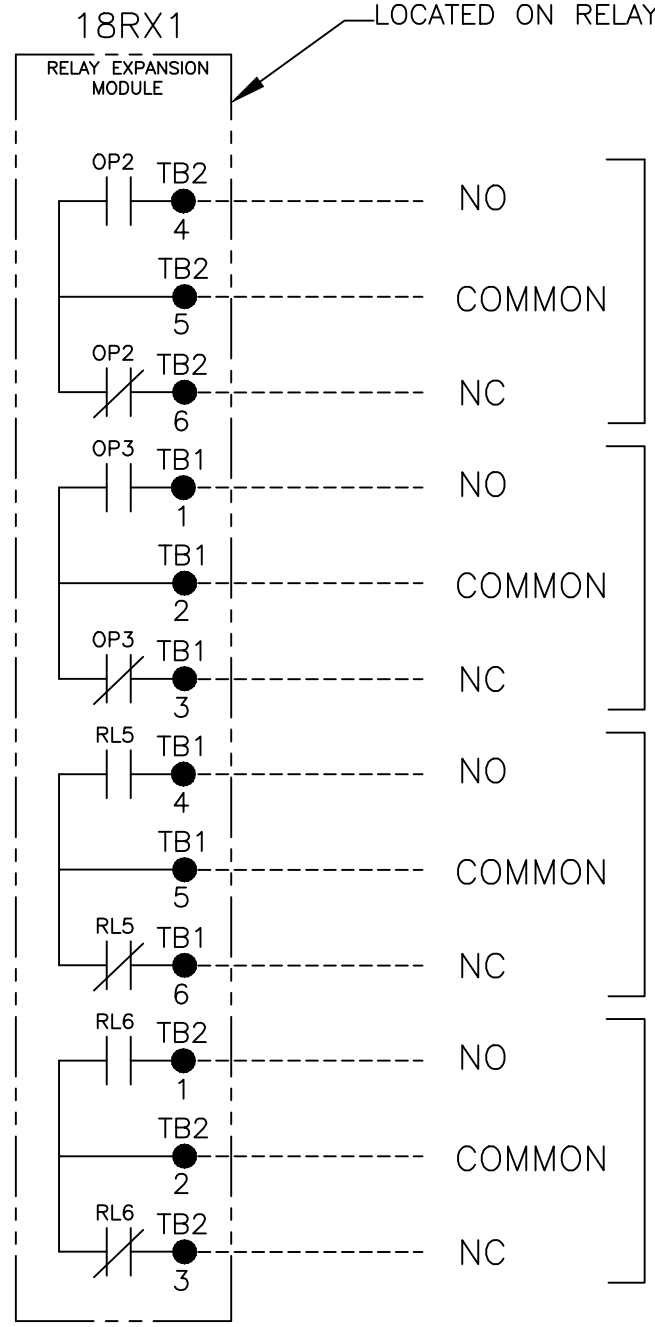 18RX1
LOCATED ON RELAY
RELAY EXPANSION
MODULE
OP2 TB2
4
NO
TB2
5
COMMON
OP2 TB2
6
NC
OP3 TB1
1
NO
TB1
2
COMMON
OP3 TB1
3
NC
RL5 TB1
4
NO
TB1
5
COMMON
RL5 TB1
6
NC
RL6 TB2
1
NO
TB2
2
COMMON
RL6 TB2
3
NC